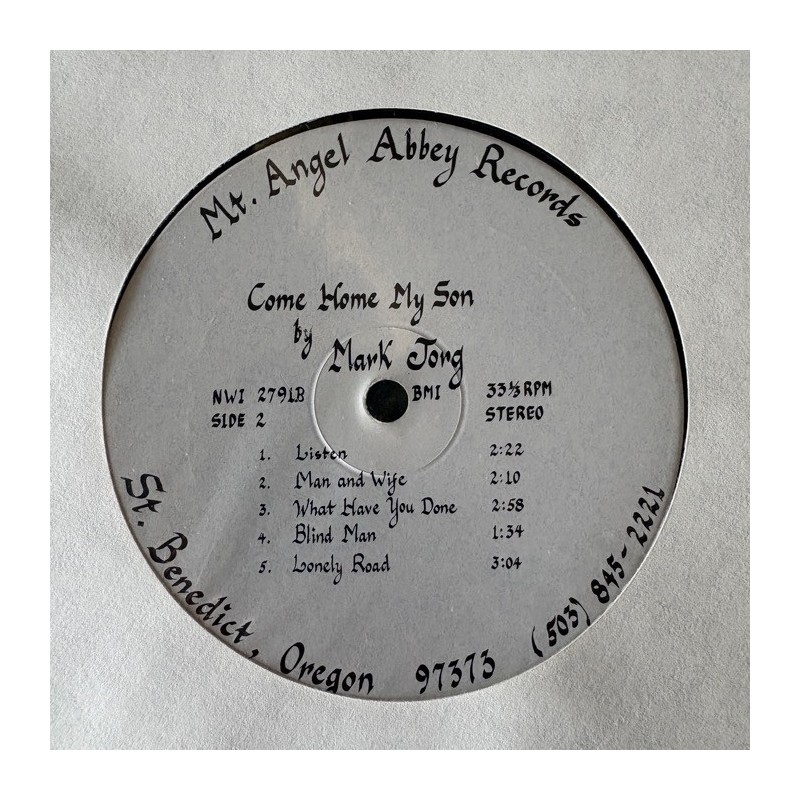 Mt. Angel Abbey Records
Come Home My Son
by
Mark Jorg
NWI 2791B BMI 33⅓ RPM
SIDE 2 STEREO
1. Listen 2:22
2. Man and Wife 2:10
3. What Have You Done 2:58
4. Blind Man 1:34
5. Lonely Road 3:04
St. Benedict, Oregon 97373 (503) 845-2221